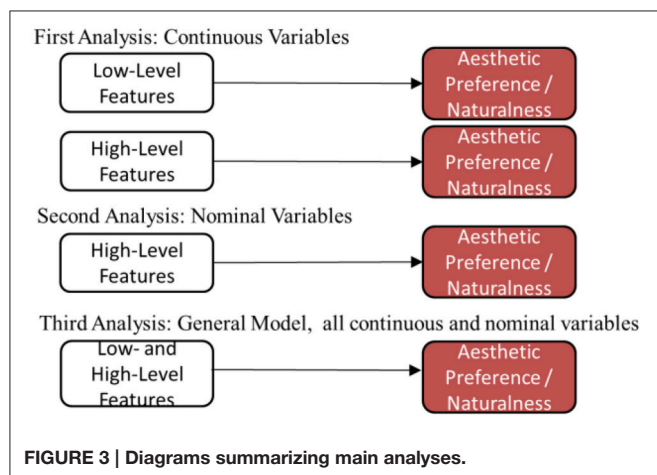 First Analysis: Continuous Variables
Low-Level
Features
Aesthetic
Preference /
Naturalness
High-Level
Features
Aesthetic
Preference /
Naturalness
Second Analysis: Nominal Variables
High-Level
Features
Aesthetic
Preference /
Naturalness
Third Analysis: General Model, all continuous and nominal variables
Low- and
High-Level
Features
Aesthetic
Preference /
Naturalness
FIGURE 3 | Diagrams summarizing main analyses.